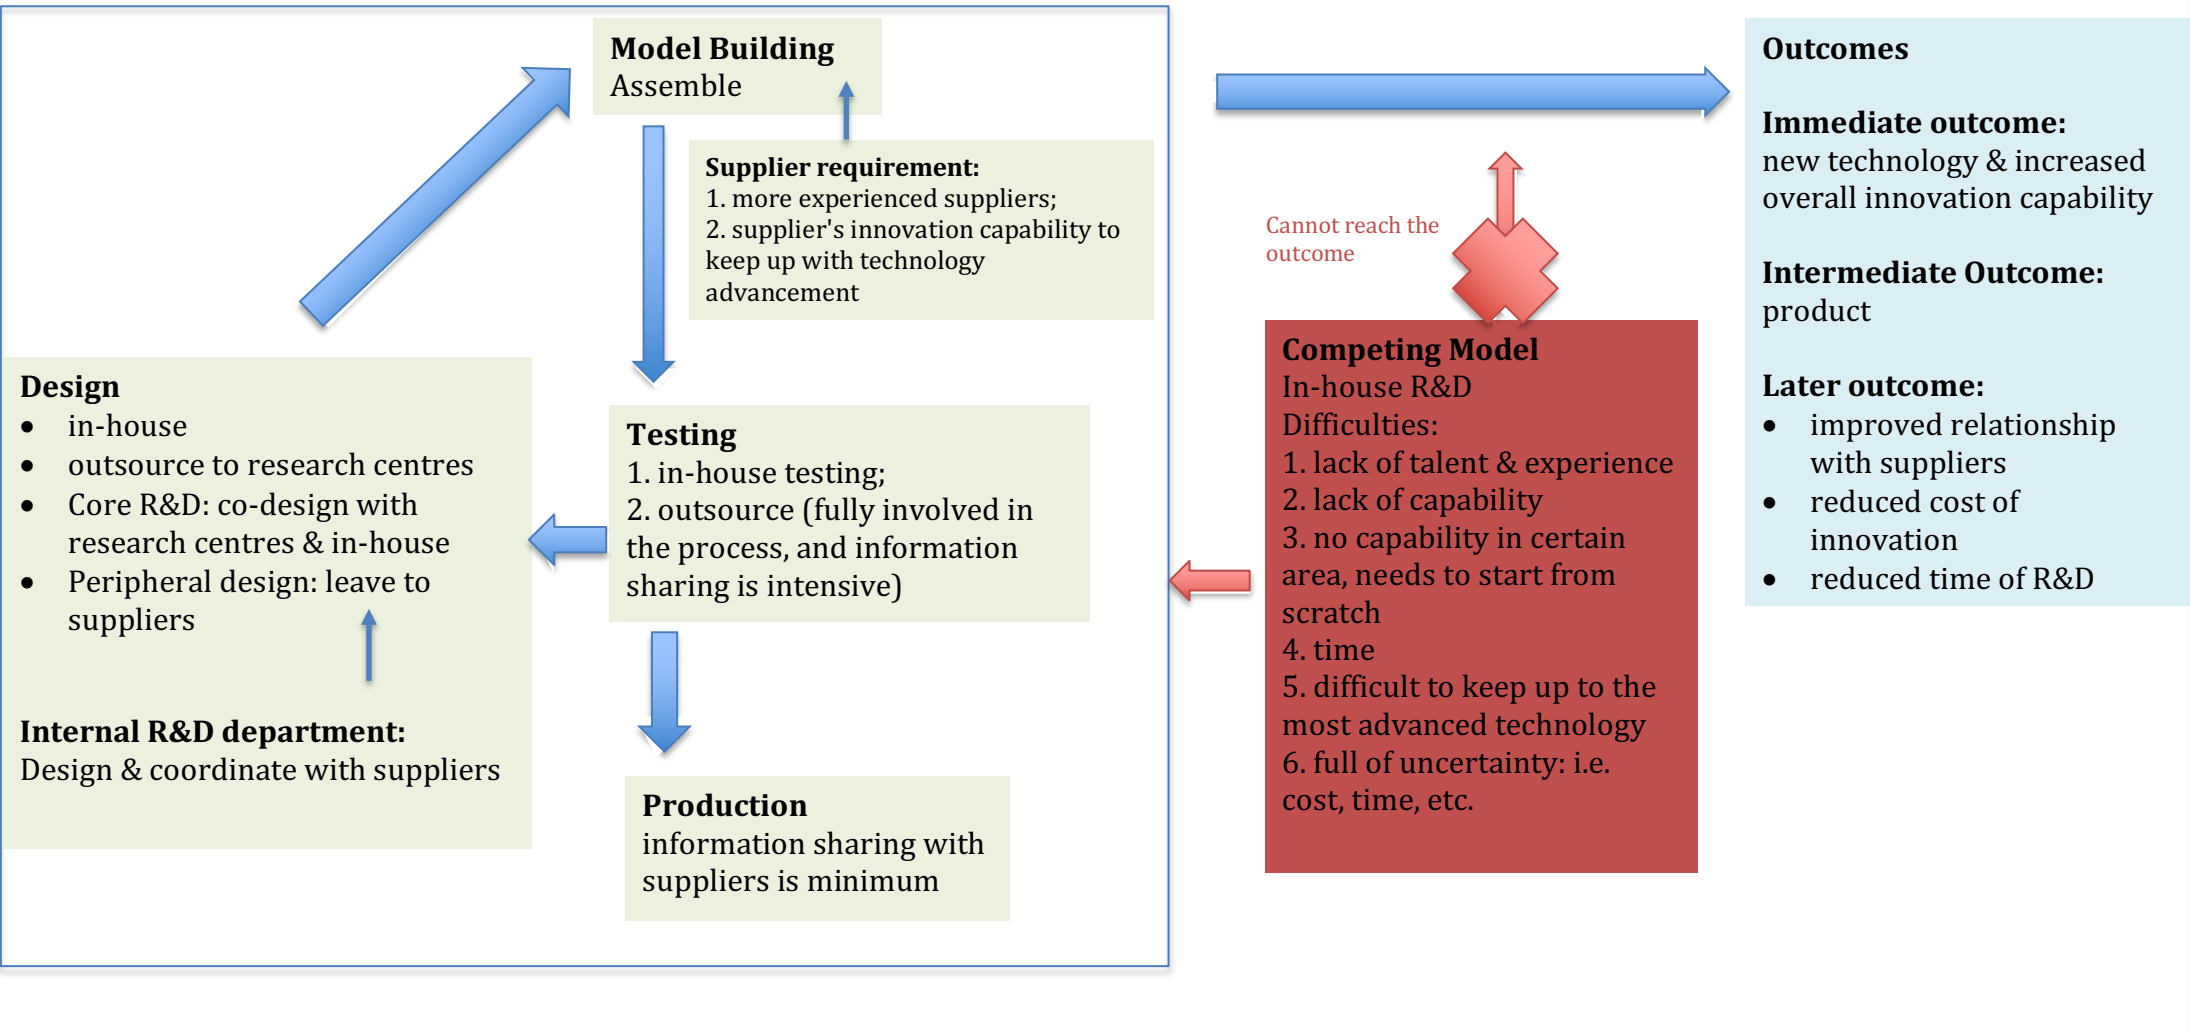 Model Building
Assemble
Supplier requirement:
1. more experienced suppliers;
2. supplier's innovation capability to
keep up with technology
advancement
Design
• in-house
• outsource to research centres
• Core R&D: co-design with
research centres & in-house
• Peripheral design: leave to
suppliers
Internal R&D department:
Design & coordinate with suppliers
Testing
1. in-house testing;
2. outsource (fully involved in
the process, and information
sharing is intensive)
Production
information sharing with
suppliers is minimum
Cannot reach the
outcome
Competing Model
In-house R&D
Difficulties:
1. lack of talent & experience
2. lack of capability
3. no capability in certain
area, needs to start from
scratch
4. time
5. difficult to keep up to the
most advanced technology
6. full of uncertainty: i.e.
cost, time, etc.
Outcomes
Immediate outcome:
new technology & increased
overall innovation capability
Intermediate Outcome:
product
Later outcome:
• improved relationship
with suppliers
• reduced cost of
innovation
• reduced time of R&D